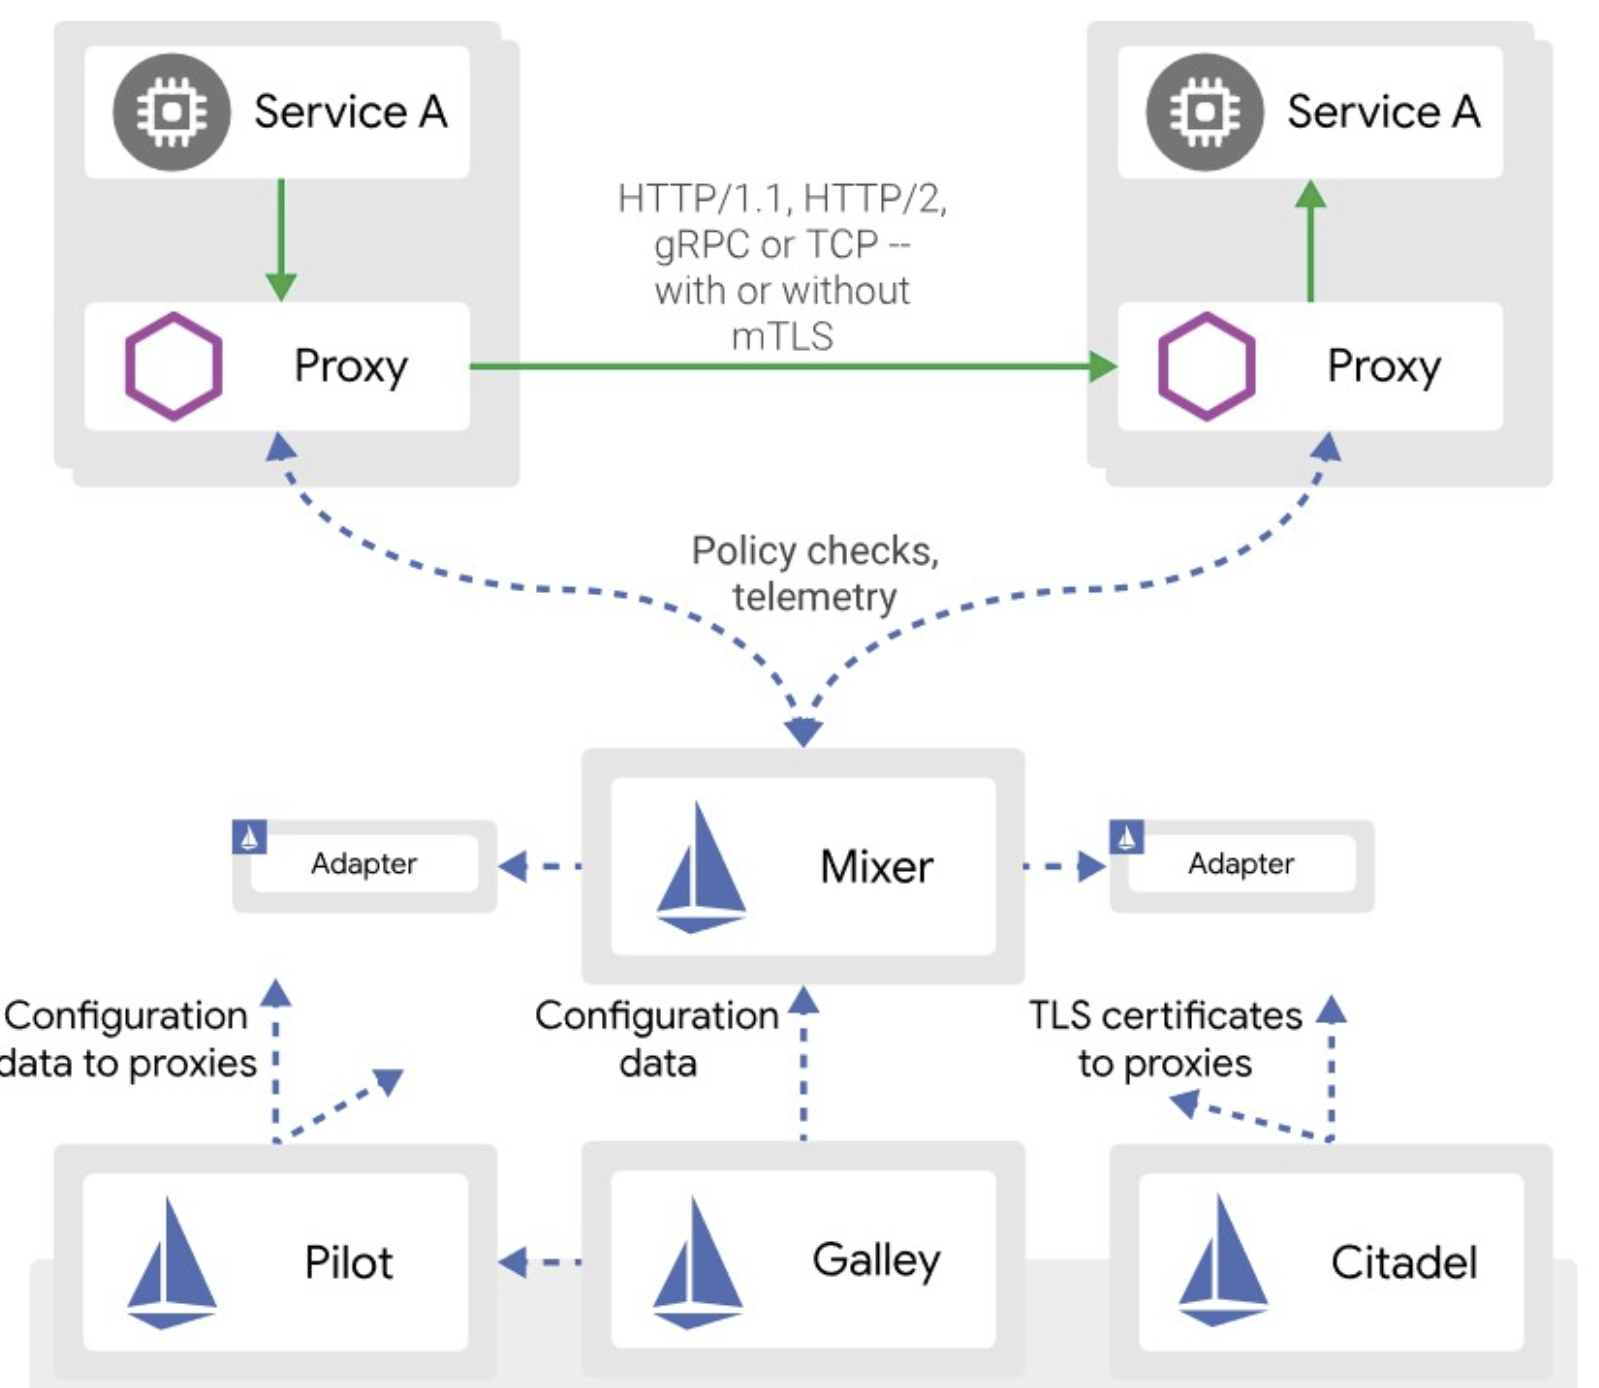 Service A
Service A
HTTP/1.1, HTTP/2,
gRPC or TCP --
with or without
mTLS
Proxy
Proxy
Policy checks,
telemetry
Adapter
Mixer
Adapter
Configuration
data to proxies
Configuration
data
TLS certificates
to proxies
Pilot
Galley
Citadel